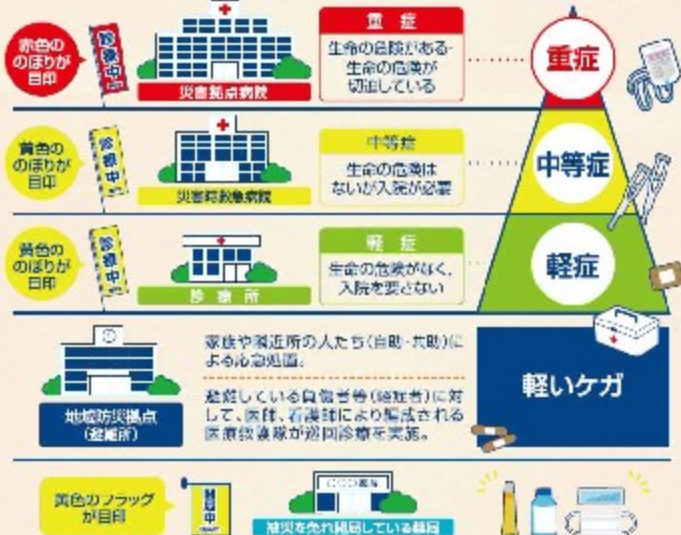 赤色の
のぼりが
目印
診療中
災害拠点病院
重症
生命の危険がある・
生命の危険が
切迫している
重症
黄色の
のぼりが
目印
診療中
災害時救急病院
中等症
生命の危険は
ないが入院が必要
中等症
黄色の
のぼりが
目印
診療中
診療所
軽症
生命の危険がなく、
入院を要さない
軽症
地域防災拠点
(避難所)
家族や隣近所の人たち(自助・共助)に
よる応急処置。
避難している負傷者等(軽症者)に対
して、医師、看護師により編成される
医療救護隊が巡回診療を実施。
軽いケガ
黄色のフラッグ
が目印
開局中
〇〇〇薬局
被災を免れ開局している薬局